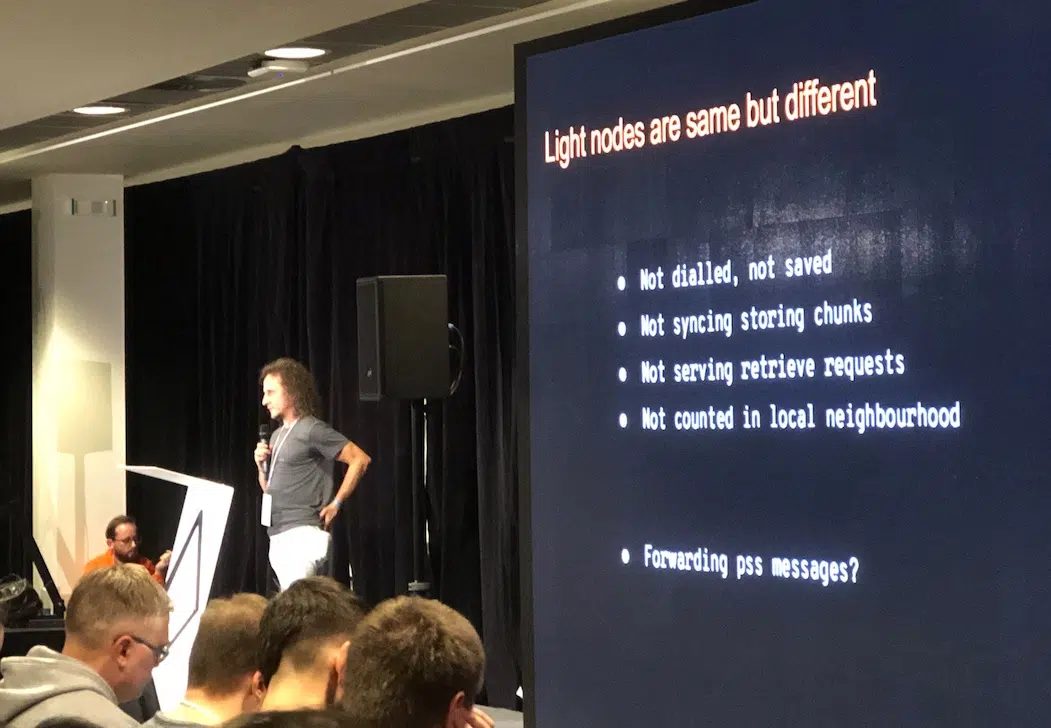 Light nodes are same but different
• Not dialled, not saved
• Not syncing storing chunks
• Not serving retrieve requests
• Not counted in local neighbourhood
• Forwarding pss messages?